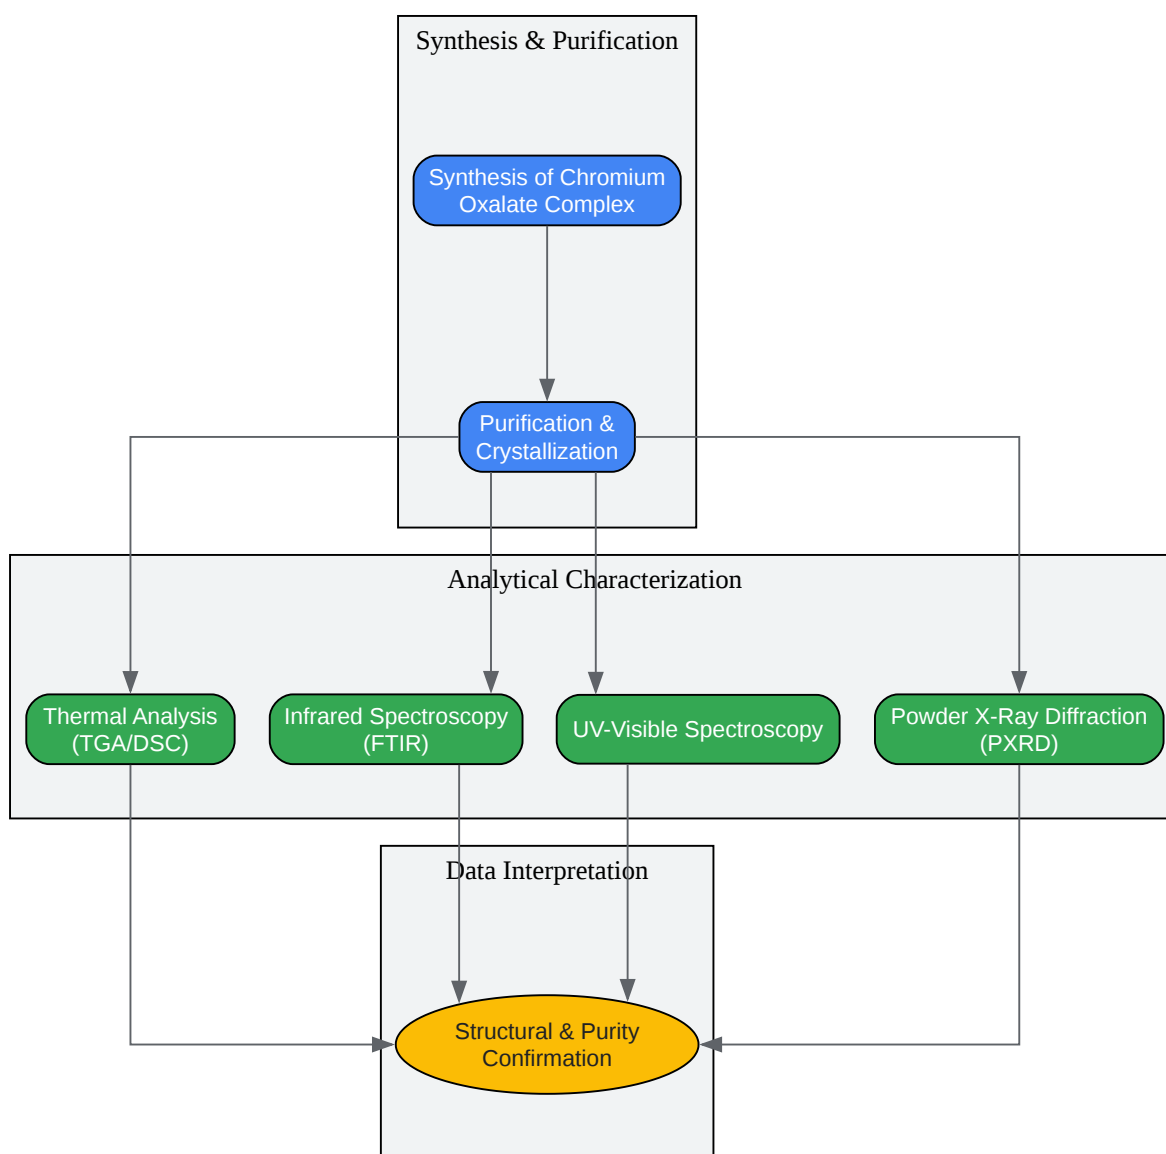 Synthesis & Purification
Synthesis of Chromium
Oxalate Complex
Purification &
Crystallization
Analytical Characterization
Thermal Analysis
(TGA/DSC)
Infrared Spectroscopy
(FTIR)
UV-Visible Spectroscopy
Powder X-Ray Diffraction
(PXRD)
Data Interpretation
Structural & Purity
Confirmation